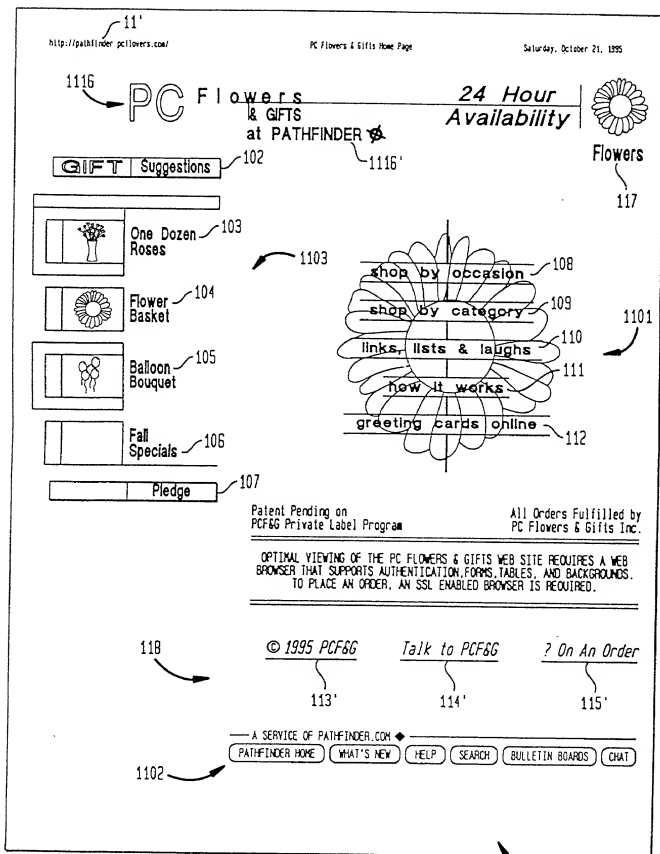 11'
http://pathfinder pcflowers.com/ PC Flowers & Gifts Home Page Saturday, October 21, 1995
1116 PC Flowers
& GIFTS
at PATHFINDER
1116'
24 Hour
Availability
Flowers
117
GIFT Suggestions 102
One Dozen
Roses
103
1103
Flower
Basket
104
Balloon
Bouquet
105
Fall
Specials
106
Pledge 107
shop by occasion 108
shop by category 109
links, lists & laughs 110
1101
how it works 111
greeting cards online 112
Patent Pending on
PCF&G Private Label Program
All Orders Fulfilled by
PC Flowers & Gifts Inc.
OPTIMAL VIEWING OF THE PC FLOWERS & GIFTS WEB SITE REQUIRES A WEB
BROWSER THAT SUPPORTS AUTHENTICATION,FORMS,TABLES, AND BACKGROUNDS.
TO PLACE AN ORDER, AN SSL ENABLED BROWSER IS REQUIRED.
118
© 1995 PCF&G Talk to PCF&G ? On An Order
113' 114' 115'
A SERVICE OF PATHFINDER.COM
1102 PATHFINDER HOME WHAT'S NEW HELP SEARCH BULLETIN BOARDS CHAT